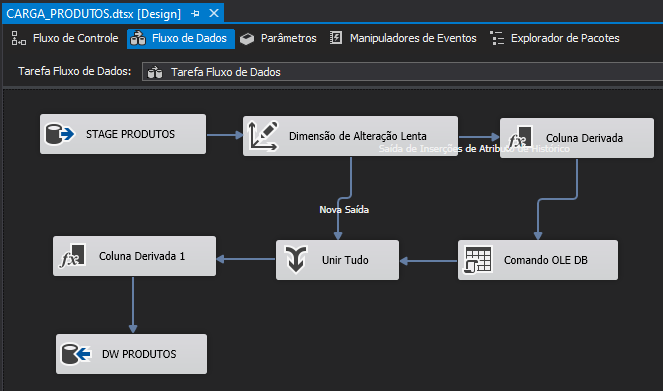 CARGA_PRODUTOS.dtsx [Design]
Fluxo de Controle Fluxo de Dados Parâmetros Manipuladores de Eventos Explorador de Pacotes
Tarefa Fluxo de Dados: Tarefa Fluxo de Dados
STAGE PRODUTOS
Dimensão de Alteração Lenta
Coluna Derivada
Saída de Inserções de Atributo de Histórico
Nova Saída
Coluna Derivada 1
Unir Tudo
Comando OLE DB
DW PRODUTOS